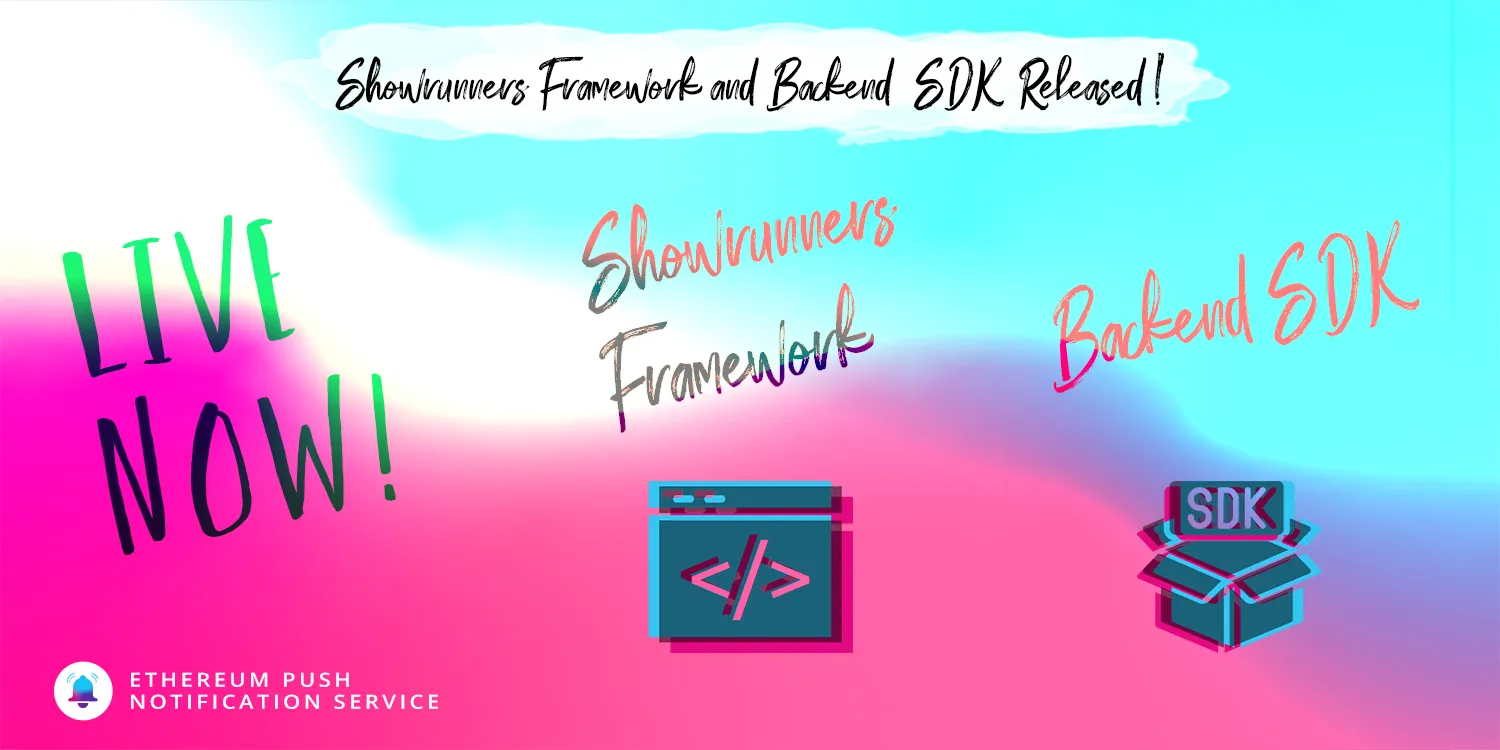 Showrunners Framework and Backend SDK Released!
LIVE
NOW!
Showrunners
Framework
Backend SDK
</>
SDK
ETHEREUM PUSH
NOTIFICATION SERVICE